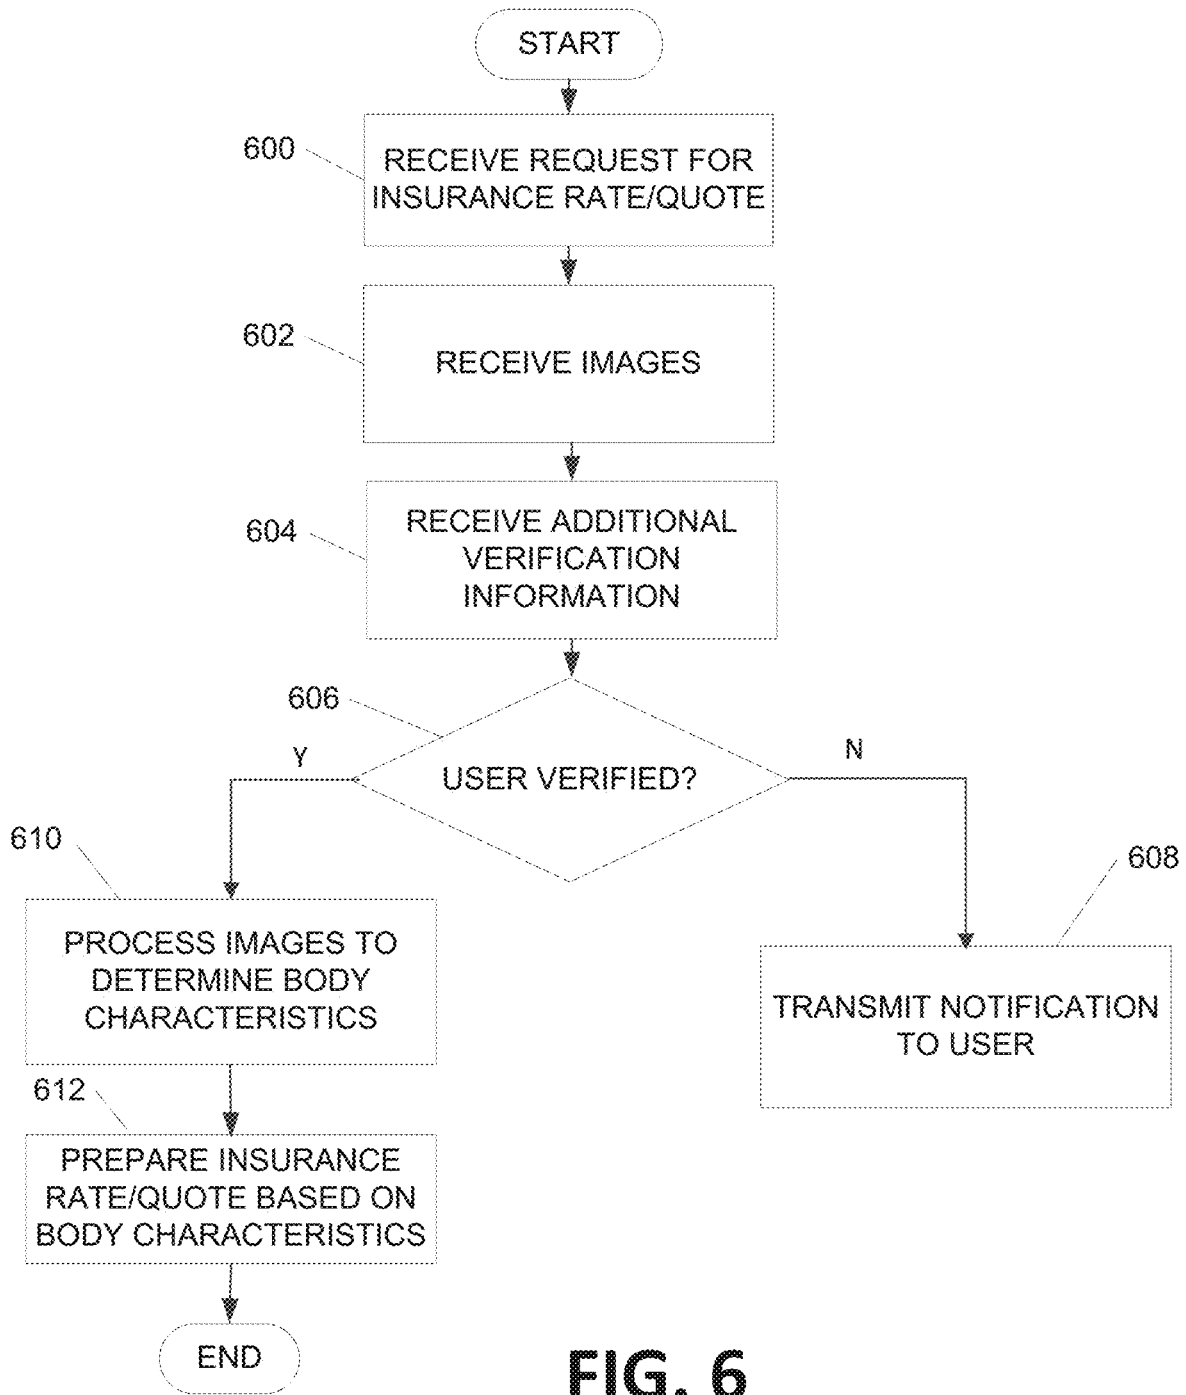 START
600
RECEIVE REQUEST FOR
INSURANCE RATE/QUOTE
602
RECEIVE IMAGES
604
RECEIVE ADDITIONAL
VERIFICATION
INFORMATION
606
Y
N
USER VERIFIED?
610
608
PROCESS IMAGES TO
DETERMINE BODY
CHARACTERISTICS
TRANSMIT NOTIFICATION
TO USER
612
PREPARE INSURANCE
RATE/QUOTE BASED ON
BODY CHARACTERISTICS
END
FIG. 6